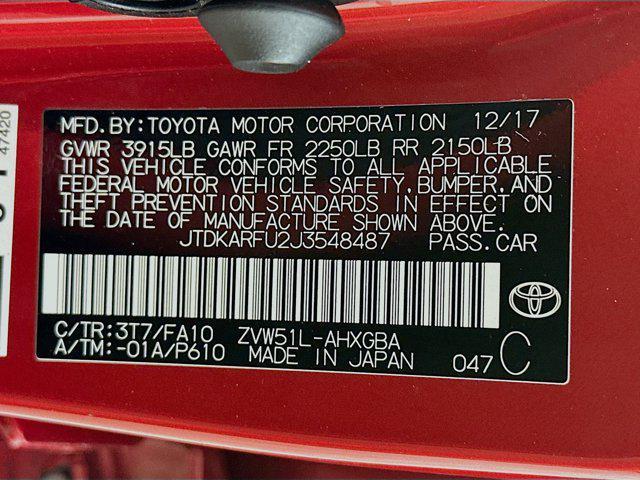 MFD.BY:TOYOTA MOTOR CORPORATION 12/17
GVWR 3915LB GAWR FR 2250LB RR 2150LB
THIS VEHICLE CONFORMS TO ALL APPLICABLE
FEDERAL MOTOR VEHICLE SAFETY,BUMPER,AND
THEFT PREVENTION STANDARDS IN EFFECT ON
THE DATE OF MANUFACTURE SHOWN ABOVE.
JTDKARFU2J3548487 PASS.CAR
C/TR:3T7/FA10 ZVW51L-AHXGBA
A/TM:-01A/P610 MADE IN JAPAN 047 C
47420